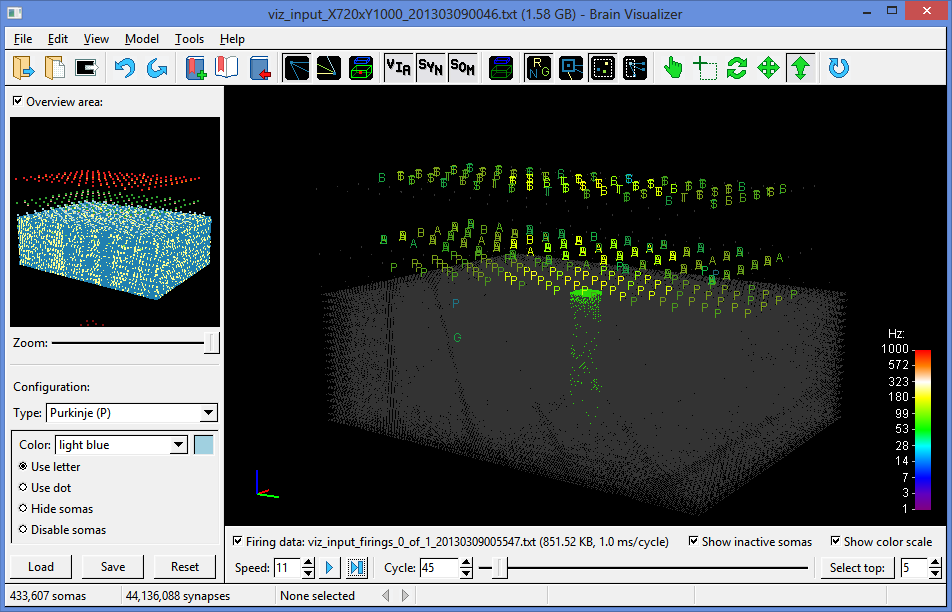 viz_input_X720xY1000_201303090046.txt (1.58 GB) - Brain Visualizer
File Edit View Model Tools Help
VIA SYN SOM R N G
Overview area:
Zoom:
Configuration:
Type: Purkinje (P)
Color: light blue
Use letter
Use dot
Hide somas
Disable somas
Load Save Reset
Hz:
1000
572
323
180
99
53
28
14
7
3
1
Firing data: viz_input_firings_0_of_1_20130309005547.txt (851.52 KB, 1.0 ms/cycle) Show inactive somas Show color scale
Speed: 11 Cycle: 45 Select top: 5
433,607 somas 44,136,088 synapses None selected